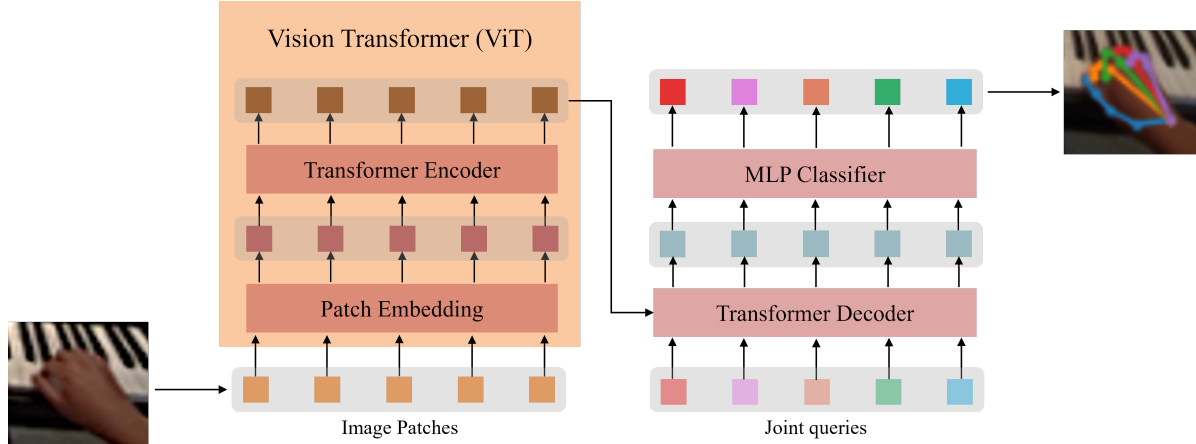 Vision Transformer (ViT)
Transformer Encoder
Patch Embedding
Image Patches
MLP Classifier
Transformer Decoder
Joint queries